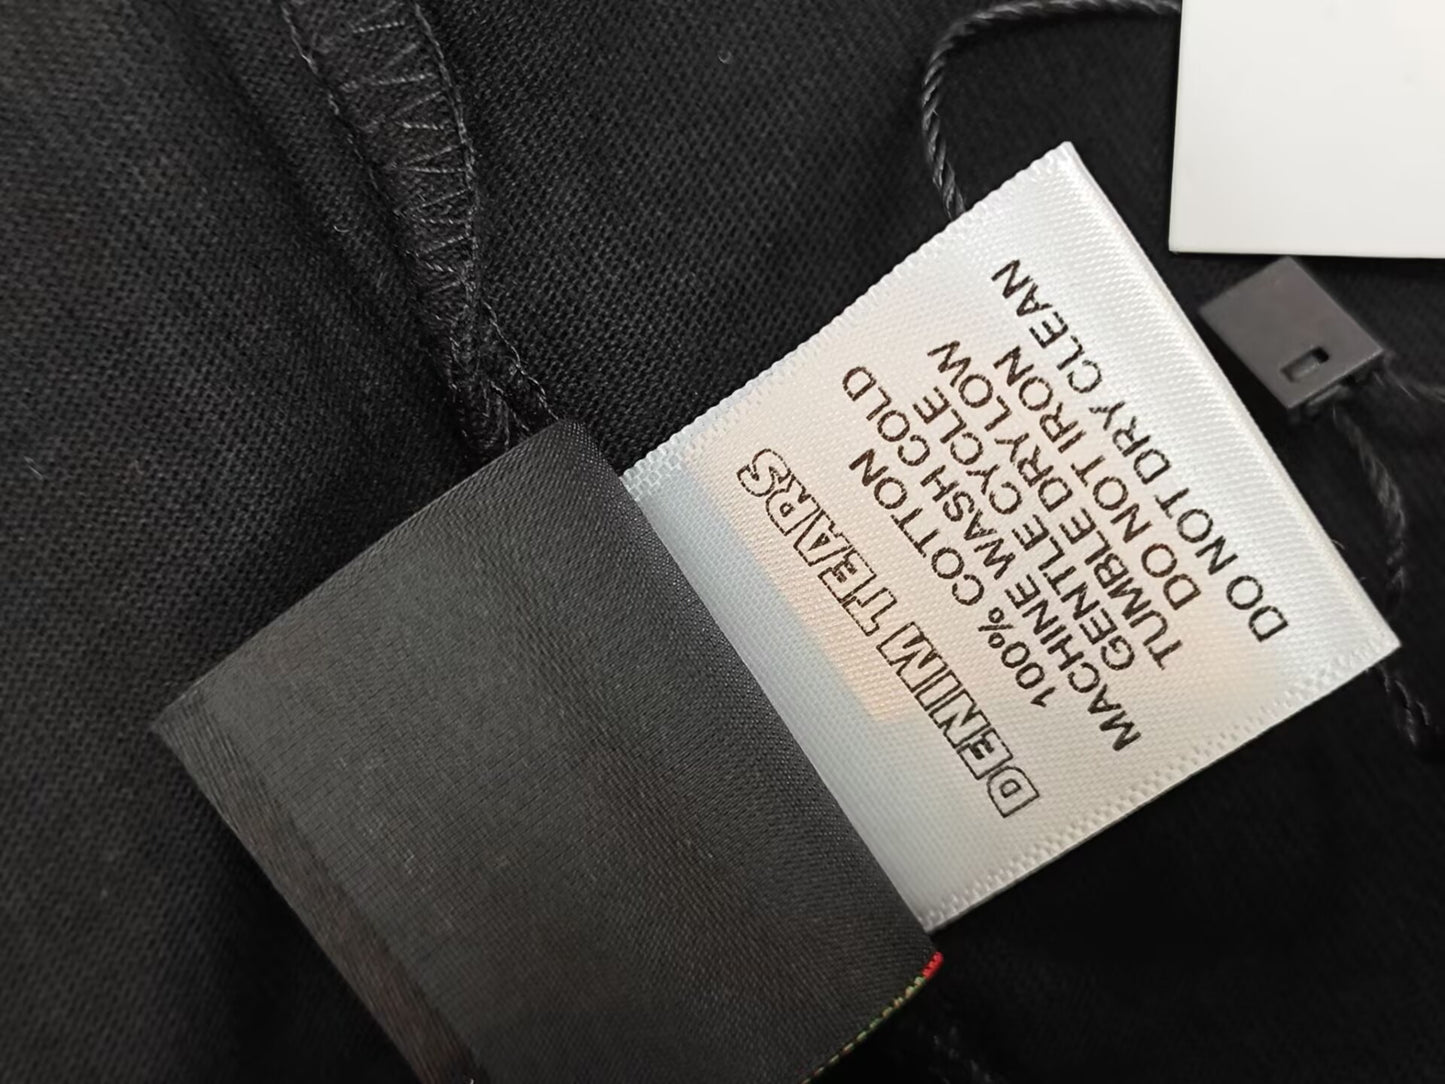 DENIM TEARS
100% COTTON
MACHINE WASH COLD
GENTLE CYCLE
TUMBLE DRY LOW
DO NOT IRON
DO NOT DRY CLEAN